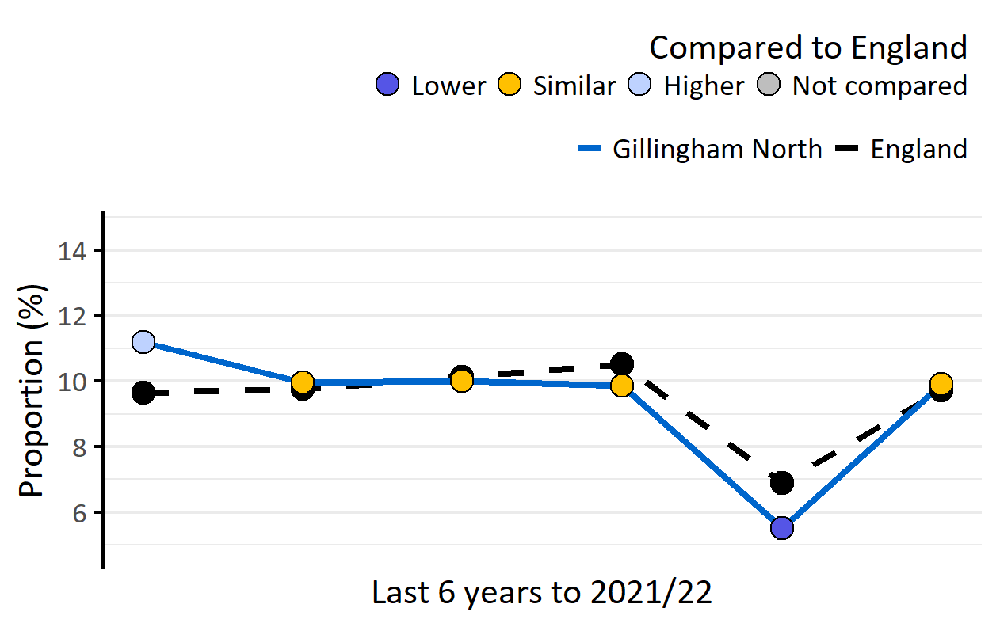 Compared to England
Lower Similar Higher Not compared
Gillingham North England
14
12
10
8
6
Proportion (%)
Last 6 years to 2021/22